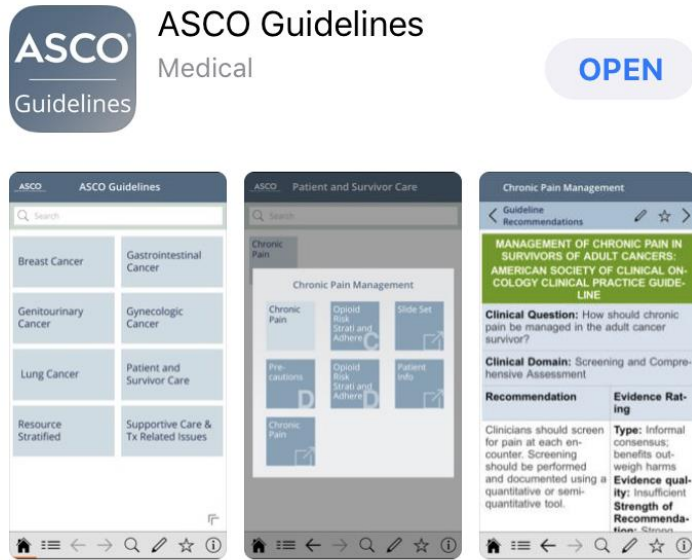 ASCO
Guidelines
ASCO Guidelines
Medical
OPEN
ASCO ASCO Guidelines
Search
Breast Cancer
Gastrointestinal
Cancer
Genitourinary
Cancer
Gynecologic
Cancer
Lung Cancer
Patient and
Survivor Care
Resource
Stratified
Supportive Care &
Tx Related Issues
ASCO Patient and Survivor Care
Search
Chronic
Pain
Chronic Pain Management
Chronic
Pain
Opioid
Risk
Strati and
Adhere
C
Slide Set
Pre-
cautions
D
Opioid
Risk
Strati and
Adhere
D
Patient
Info
Chronic
Pain
Chronic Pain Management
Guideline
Recommendations
MANAGEMENT OF CHRONIC PAIN IN
SURVIVORS OF ADULT CANCERS:
AMERICAN SOCIETY OF CLINICAL ON-
COLOGY CLINICAL PRACTICE GUIDE-
LINE
Clinical Question: How should chronic
pain be managed in the adult cancer
survivor?
Clinical Domain: Screening and Compre-
hensive Assessment
Recommendation
Evidence Rat-
ing
Clinicians should screen
for pain at each en-
counter. Screening
should be performed
and documented using a
quantitative or semi-
quantitative tool.
Type: Informal
consensus;
benefits out-
weigh harms
Evidence qual-
ity: Insufficient
Strength of
Recommenda-
tion: Strong